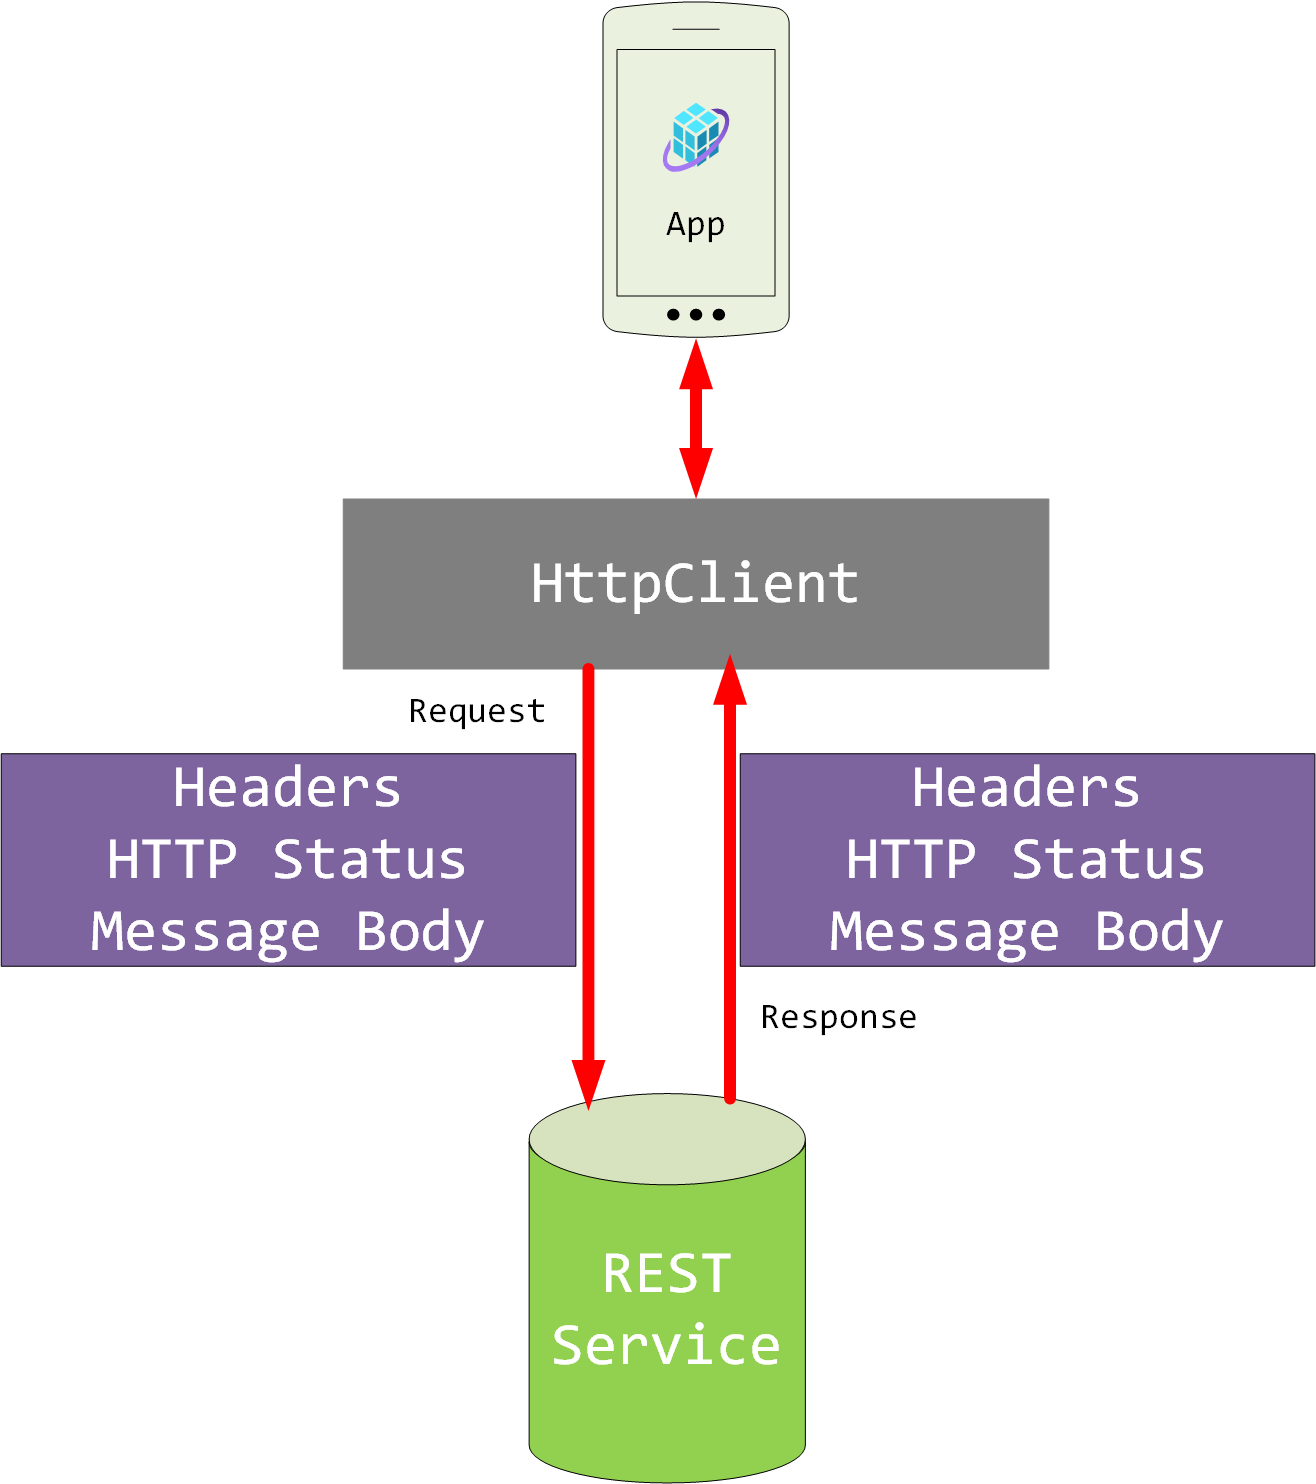 App
HttpClient
Request
Headers
HTTP Status
Message Body
Headers
HTTP Status
Message Body
Response
REST
Service